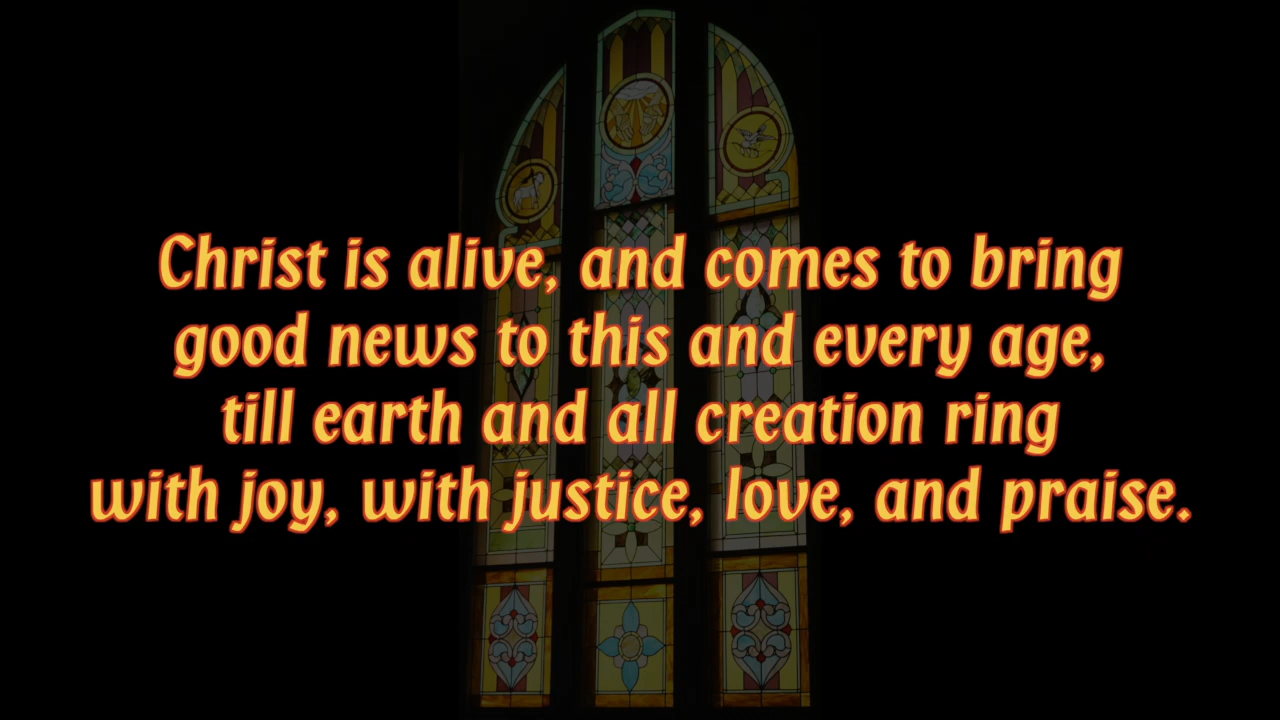 Christ is alive, and comes to bring
good news to this and every age,
till earth and all creation ring
with joy, with justice, love, and praise.